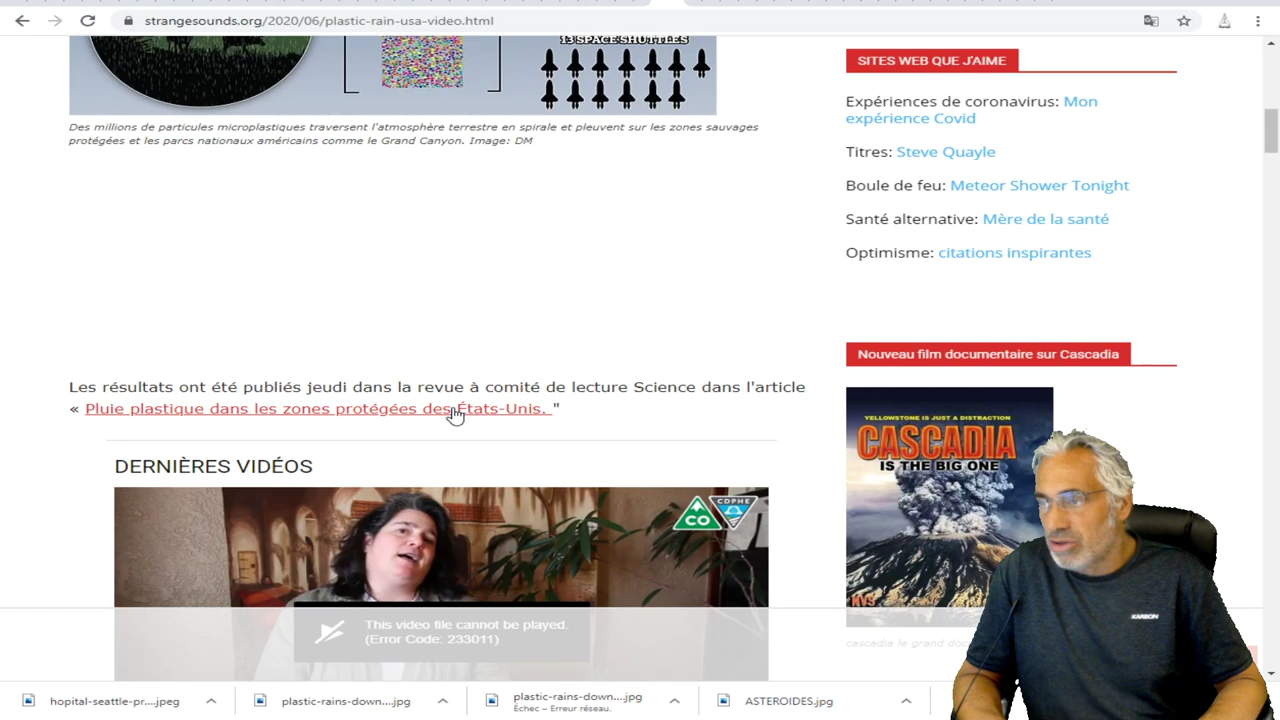 strangesounds.org/2020/06/plastic-rain-usa-video.html
13 SPACE SHUTTLES
Des millions de particules microplastiques traversent l'atmosphère terrestre en spirale et pleuvent sur les zones sauvages
protégées et les parcs nationaux américains comme le Grand Canyon. Image: DM
Les résultats ont été publiés jeudi dans la revue à comité de lecture Science dans l'article
« Pluie plastique dans les zones protégées des États-Unis. "
DERNIÈRES VIDÉOS
CO
CDPHE
This video file cannot be played.
(Error Code: 233011)
SITES WEB QUE J'AIME
Expériences de coronavirus: Mon
expérience Covid
Titres: Steve Quayle
Boule de feu: Meteor Shower Tonight
Santé alternative: Mère de la santé
Optimisme: citations inspirantes
Nouveau film documentaire sur Cascadia
YELLOWSTONE IS JUST A DISTRACTION
CASCADIA
IS THE BIG ONE
KVS
cascadia le grand
KARBON
hopital-seattle-pr....jpeg
plastic-rains-down....jpg
plastic-rains-down....jpg
Échec – Erreur réseau.
ASTEROIDES.jpg